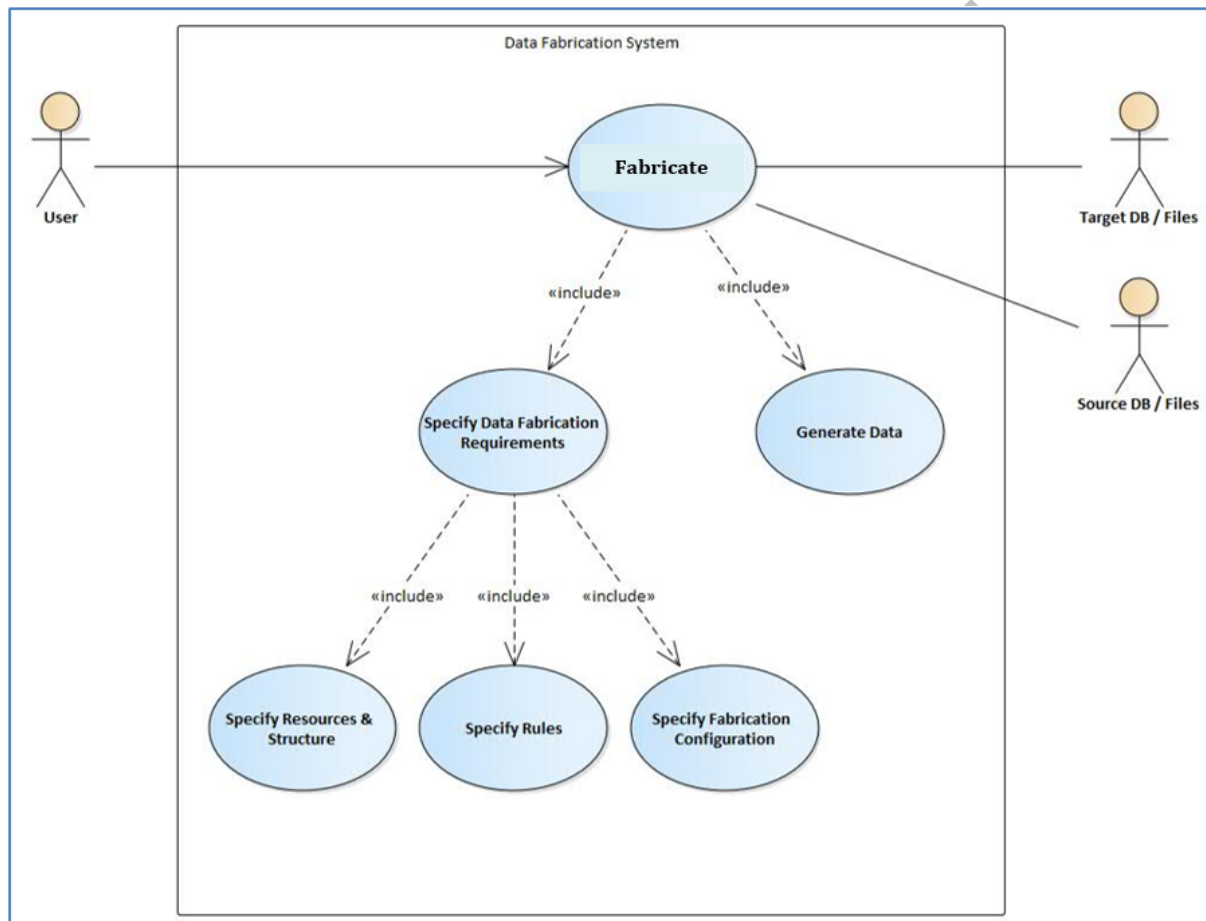 Data Fabrication System
Fabricate
User
Target DB / Files
«include»
«include»
Source DB / Files
Specify Data Fabrication
Requirements
Generate Data
«include»
«include»
«include»
Specify Resources &
Structure
Specify Rules
Specify Fabrication
Configuration